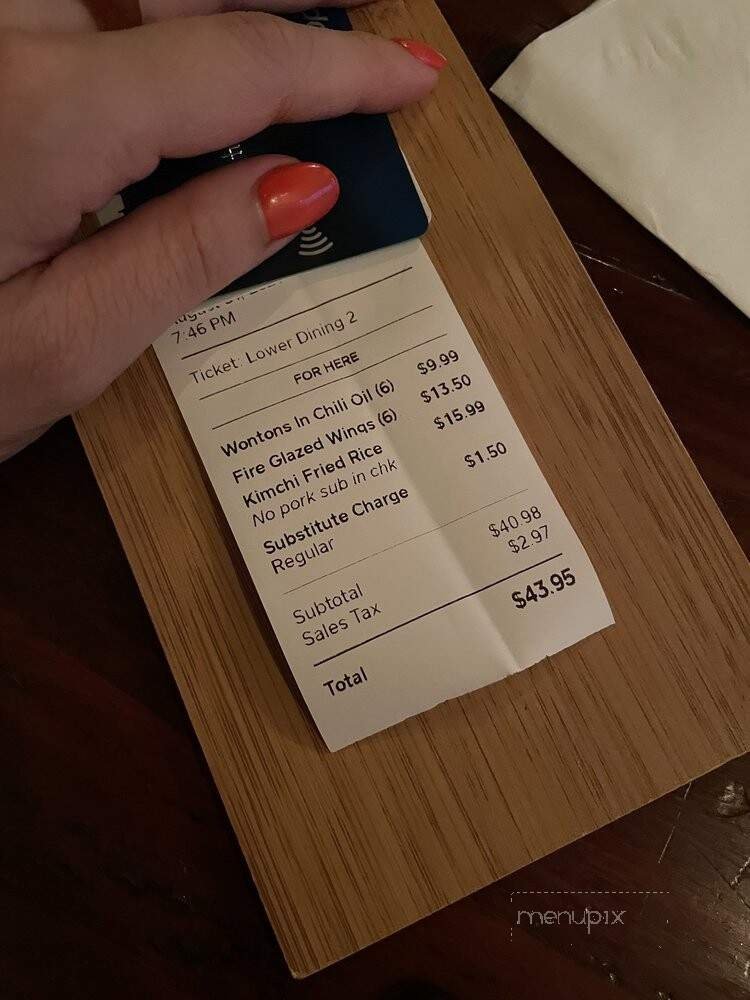 August
7:46 PM
Ticket: Lower Dining 2
FOR HERE
Wontons In Chili Oil (6) $9.99
Fire Glazed Wings (6) $13.50
Kimchi Fried Rice $15.99
No pork sub in chk
Substitute Charge $1.50
Regular
Subtotal $40.98
Sales Tax $2.97
Total $43.95
menupix